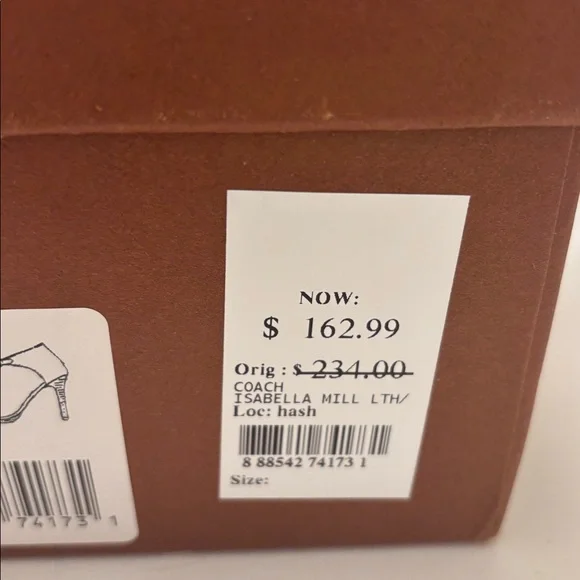 NOW:
$ 162.99
Orig : $ 234.00
COACH
ISABELLA MILL LTH/
Loc: hash
8 88542 74173 1
Size:
74173 1